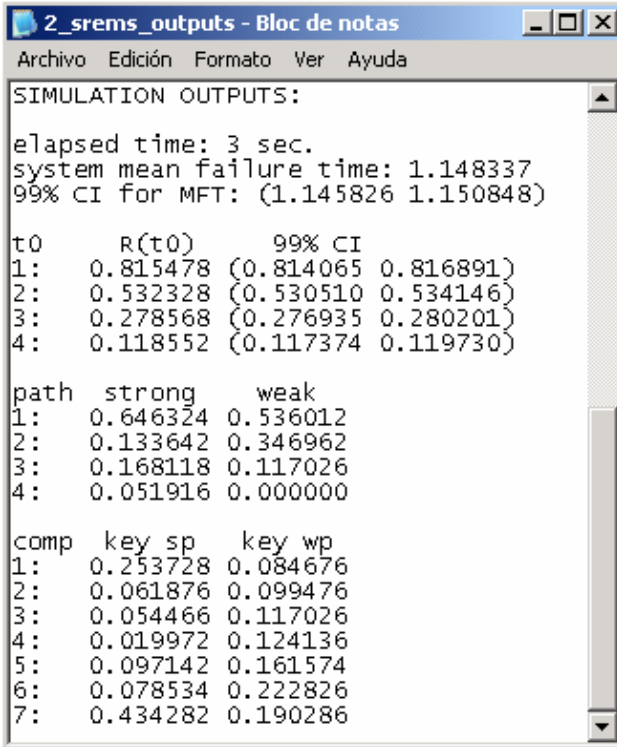 2_srems_outputs - Bloc de notas
Archivo Edición Formato Ver Ayuda
SIMULATION OUTPUTS:
elapsed time: 3 sec.
system mean failure time: 1.148337
99% CI for MFT: (1.145826 1.150848)
t0 R(t0) 99% CI
1: 0.815478 (0.814065 0.816891)
2: 0.532328 (0.530510 0.534146)
3: 0.278568 (0.276935 0.280201)
4: 0.118552 (0.117374 0.119730)
path strong weak
1: 0.646324 0.536012
2: 0.133642 0.346962
3: 0.168118 0.117026
4: 0.051916 0.000000
comp key sp key wp
1: 0.253728 0.084676
2: 0.061876 0.099476
3: 0.054466 0.117026
4: 0.019972 0.124136
5: 0.097142 0.161574
6: 0.078534 0.222826
7: 0.434282 0.190286